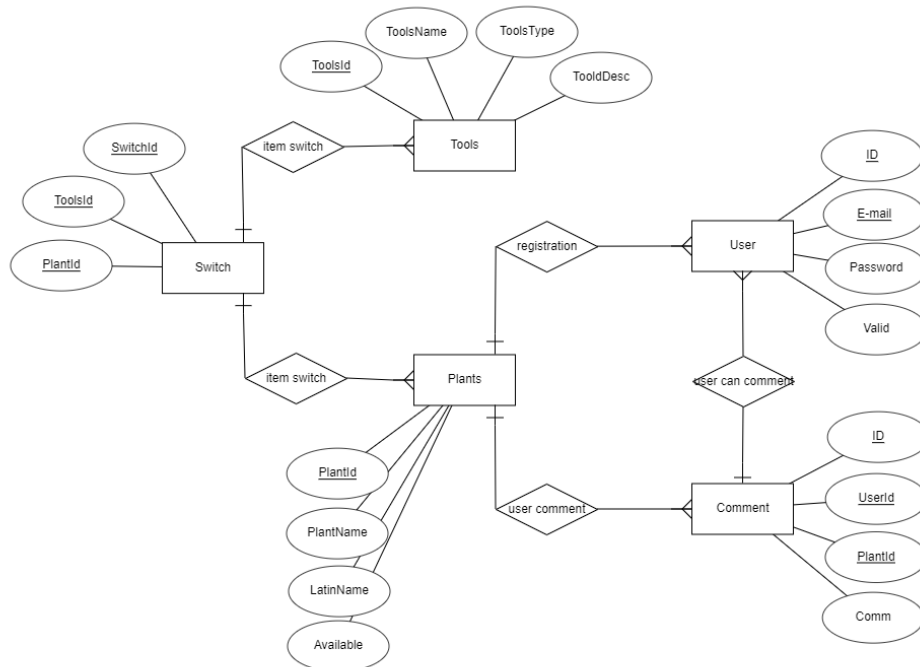 ToolsName
ToolsType
ToolsId
TooldDesc
SwitchId
item switch
Tools
ID
ToolsId
E-mail
PlantId
Switch
registration
User
Password
Valid
item switch
Plants
user can comment
ID
PlantId
UserId
PlantName
user comment
Comment
PlantId
LatinName
Comm
Available